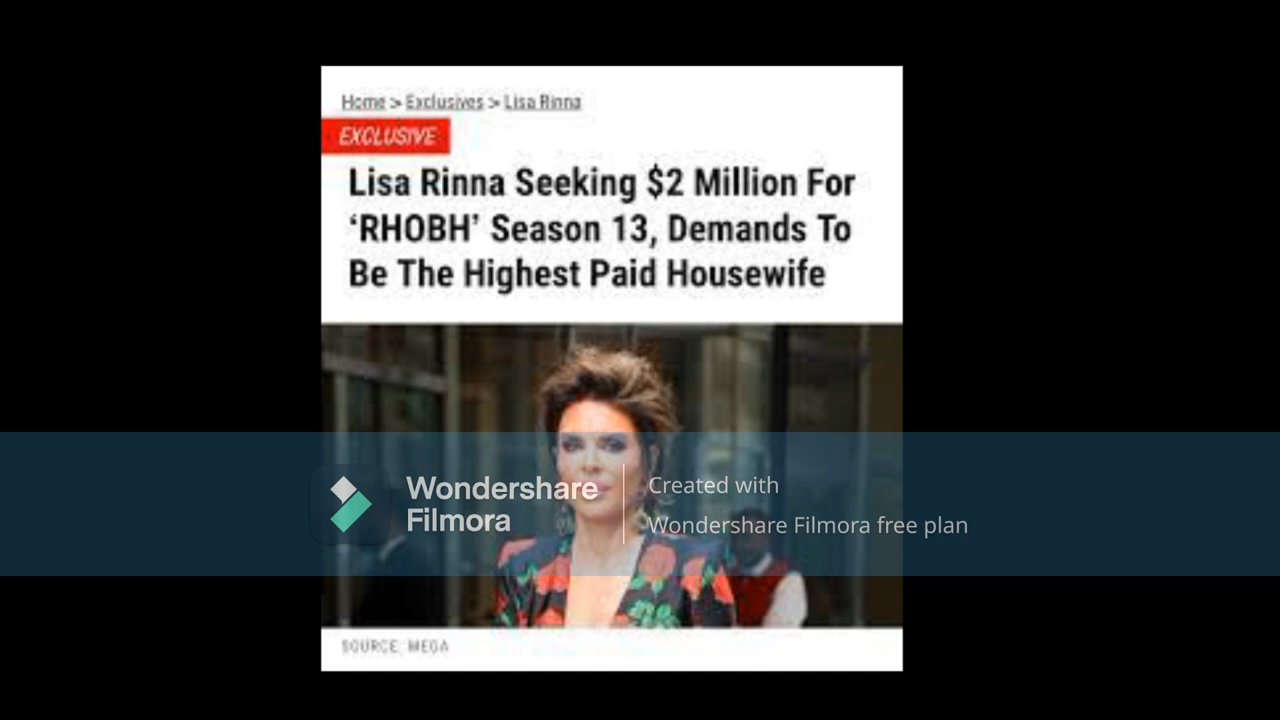 Home > Exclusives > Lisa Rinna
EXCLUSIVE
Lisa Rinna Seeking $2 Million For
‘RHOBH’ Season 13, Demands To
Be The Highest Paid Housewife
Wondershare
Filmora
Created with
Wondershare Filmora free plan
SOURCE: MEGA